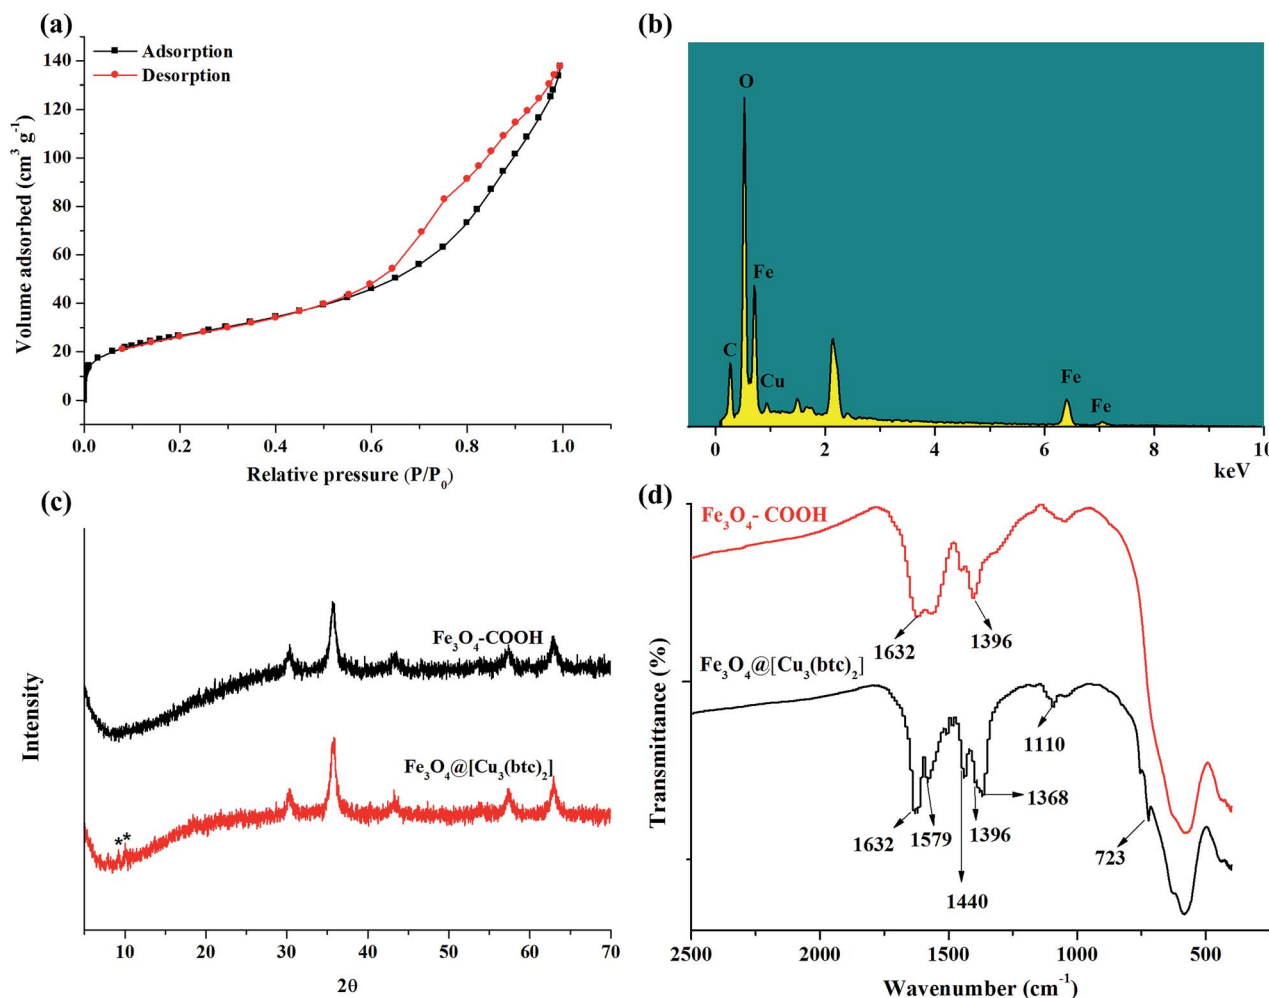 (a)
Adsorption
Desorption
Volume adsorbed (cm³ g⁻¹)
140
120
100
80
60
40
20
0
0.0 0.2 0.4 0.6 0.8 1.0
Relative pressure (P/P₀)
(b)
O
Fe
C
Cu
Fe
Fe
0 2 4 6 8 10
keV
(c)
Fe₃O₄-COOH
Fe₃O₄@[Cu₃(btc)₂]
* *
Intensity
10 20 30 40 50 60 70
2θ
(d)
Fe₃O₄- COOH
1632
1396
Fe₃O₄@[Cu₃(btc)₂]
1110
1368
1632
1579
1396
1440
723
Transmittance (%)
2500 2000 1500 1000 500
Wavenumber (cm⁻¹)